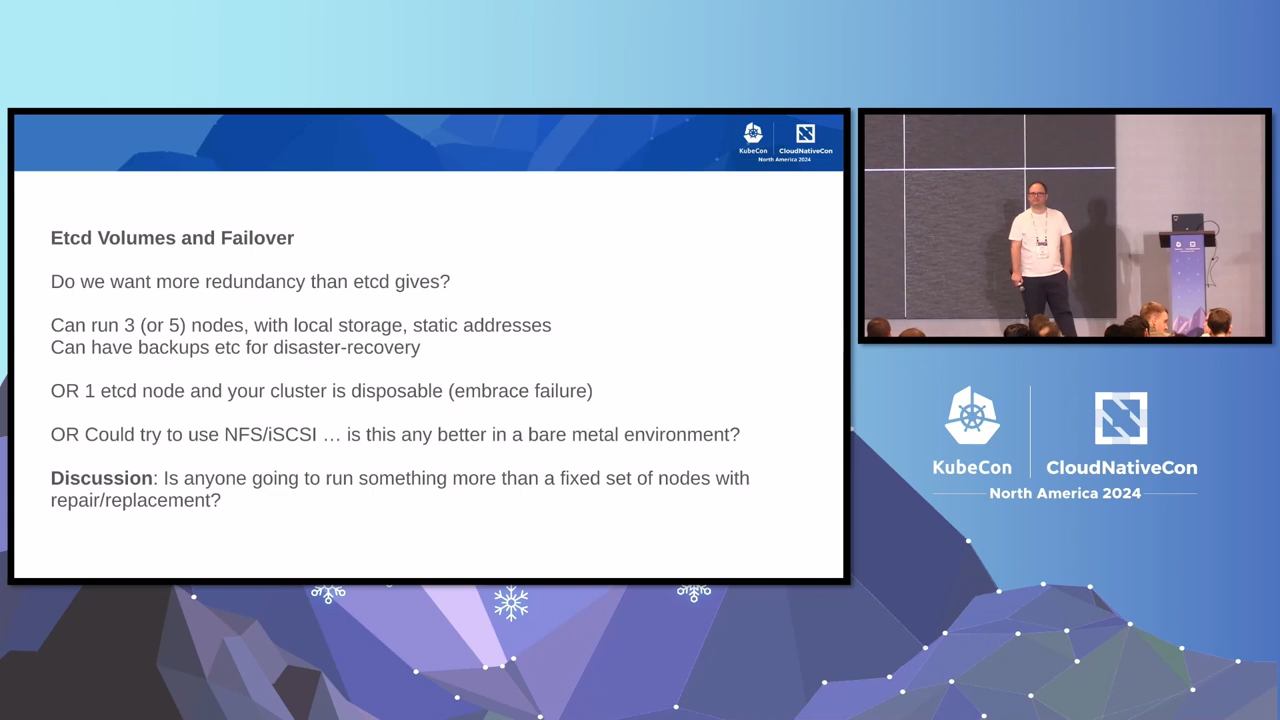 KubeCon
CloudNativeCon
North America 2024
Etcd Volumes and Failover
Do we want more redundancy than etcd gives?
Can run 3 (or 5) nodes, with local storage, static addresses
Can have backups etc for disaster-recovery
OR 1 etcd node and your cluster is disposable (embrace failure)
OR Could try to use NFS/iSCSI … is this any better in a bare metal environment?
Discussion: Is anyone going to run something more than a fixed set of nodes with
repair/replacement?
KubeCon
CloudNativeCon
North America 2024